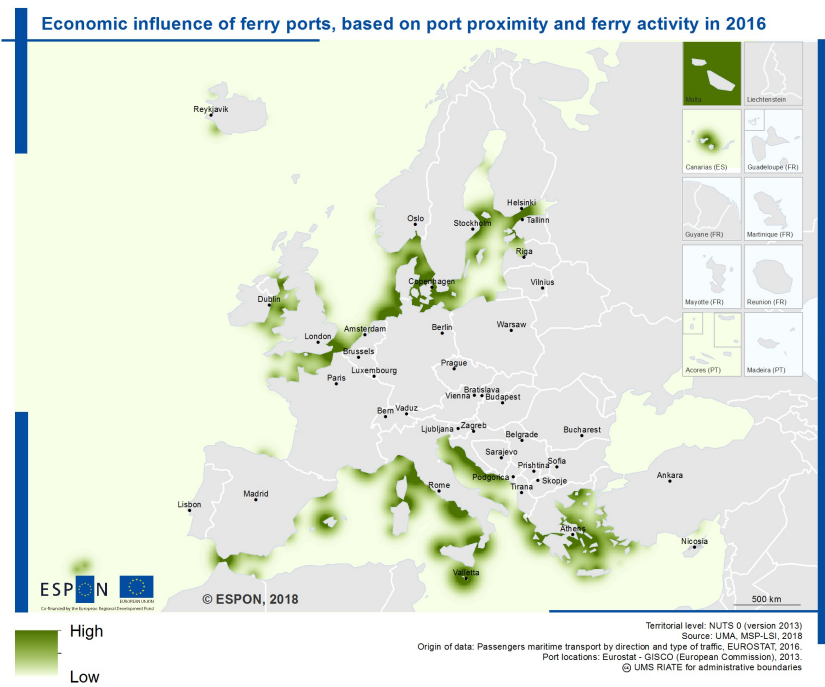 Economic influence of ferry ports, based on port proximity and ferry activity in 2016
Malta
Liechtenstein
Reykjavik
Canarias (ES)
Guadeloupe (FR)
Helsinki
Oslo
Stockholm
Tallinn
Guyane (FR)
Martinique (FR)
Riga
Copenhagen
Vilnius
Dublin
Mayotte (FR)
Reunion (FR)
Amsterdam
Berlin
Warsaw
London
Brussels
Luxembourg
Prague
Paris
Acores (PT)
Madeira (PT)
Bratislava
Vienna
Budapest
Bern
Vaduz
Ljubljana
Zagreb
Belgrade
Bucharest
Sarajevo
Prishtina
Sofia
Podgorica
Skopje
Tirana
Ankara
Rome
Madrid
Lisbon
Athens
Nicosia
Valletta
ESPON
EUROPEAN UNION
Co-financed by the European Regional Development Fund
© ESPON, 2018
500 km
High
Low
Territorial level: NUTS 0 (version 2013)
Source: UMA, MSP-LSI, 2018
Origin of data: Passengers maritime transport by direction and type of traffic, EUROSTAT, 2016.
Port locations: Eurostat - GISCO (European Commission), 2013.
cc UMS RIATE for administrative boundaries